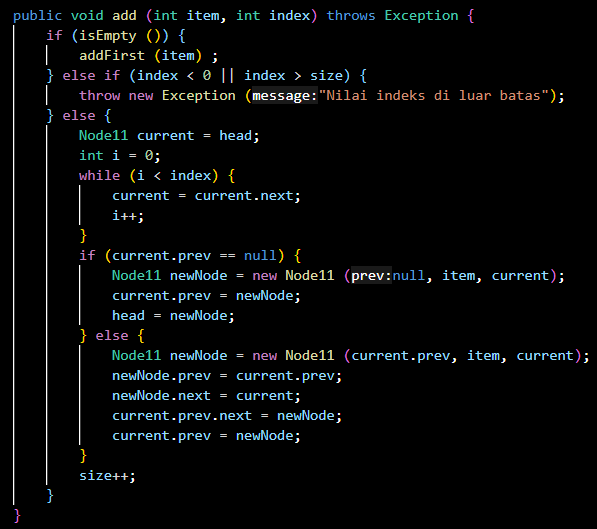 public void add (int item, int index) throws Exception {
    if (isEmpty ()) {
        addFirst (item) ;
    } else if (index < 0 || index > size) {
        throw new Exception (message:"Nilai indeks di luar batas");
    } else {
        Node11 current = head;
        int i = 0;
        while (i < index) {
            current = current.next;
            i++;
        }
        if (current.prev == null) {
            Node11 newNode = new Node11 (prev:null, item, current);
            current.prev = newNode;
            head = newNode;
        } else {
            Node11 newNode = new Node11 (current.prev, item, current);
            newNode.prev = current.prev;
            newNode.next = current;
            current.prev.next = newNode;
            current.prev = newNode;
        }
        size++;
    }
}